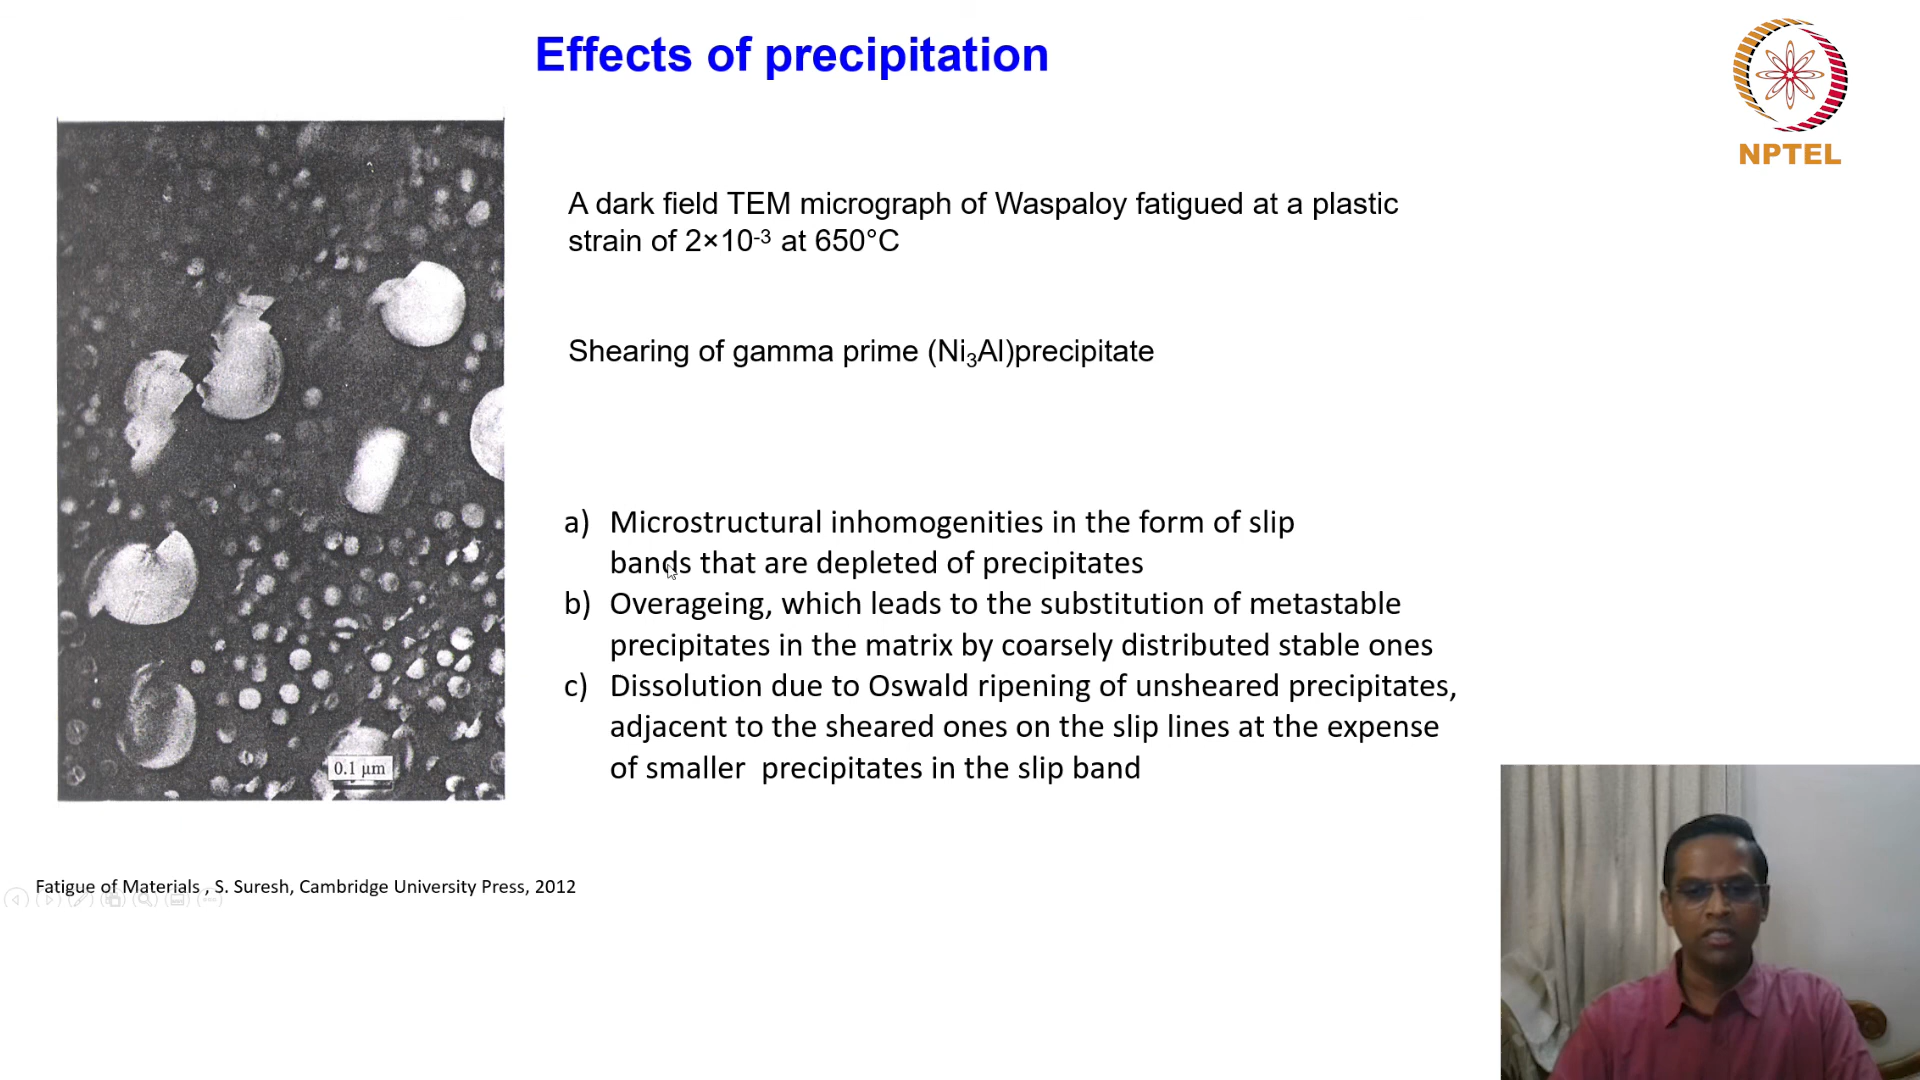 Effects of precipitation
NPTEL
A dark field TEM micrograph of Waspaloy fatigued at a plastic
strain of 2×10⁻³ at 650°C
Shearing of gamma prime (Ni₃Al)precipitate
a) Microstructural inhomogenities in the form of slip
bands that are depleted of precipitates
b) Overageing, which leads to the substitution of metastable
precipitates in the matrix by coarsely distributed stable ones
c) Dissolution due to Oswald ripening of unsheared precipitates,
adjacent to the sheared ones on the slip lines at the expense
of smaller precipitates in the slip band
0.1 μm
Fatigue of Materials , S. Suresh, Cambridge University Press, 2012